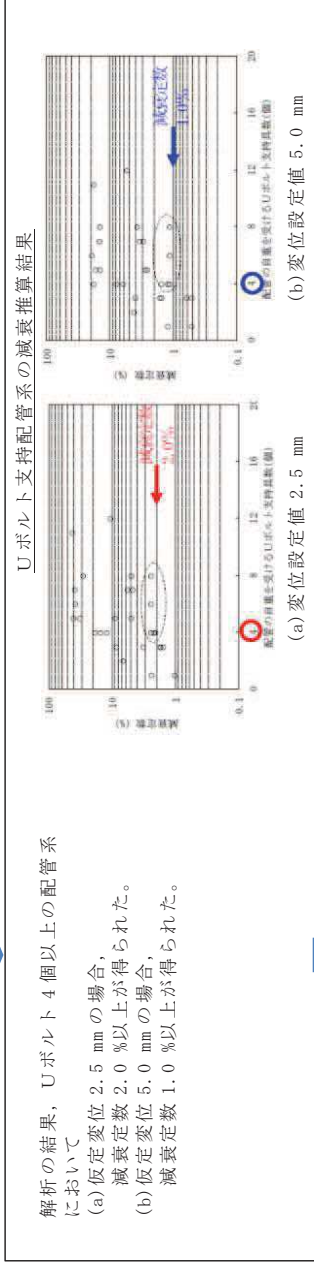 解析の結果，Ｕボルト４個以上の配管系
において
(a)仮定変位 2.5 mm の場合，
減衰定数 2.0 %以上が得られた。
(b)仮定変位 5.0 mm の場合，
減衰定数 1.0 %以上が得られた。
Ｕボルト支持配管系の減衰推算結果
100
10
1
0.1
減衰定数 (%)
減衰定数
2.0%
0
4
8
12
16
20
配管の自重を受けるＵボルト支持具数(個)
(a)変位設定値 2.5 mm
100
10
1
0.1
減衰定数 (%)
減衰定数
1.0%
0
4
8
12
16
20
配管の自重を受けるＵボルト支持具数(個)
(b)変位設定値 5.0 mm